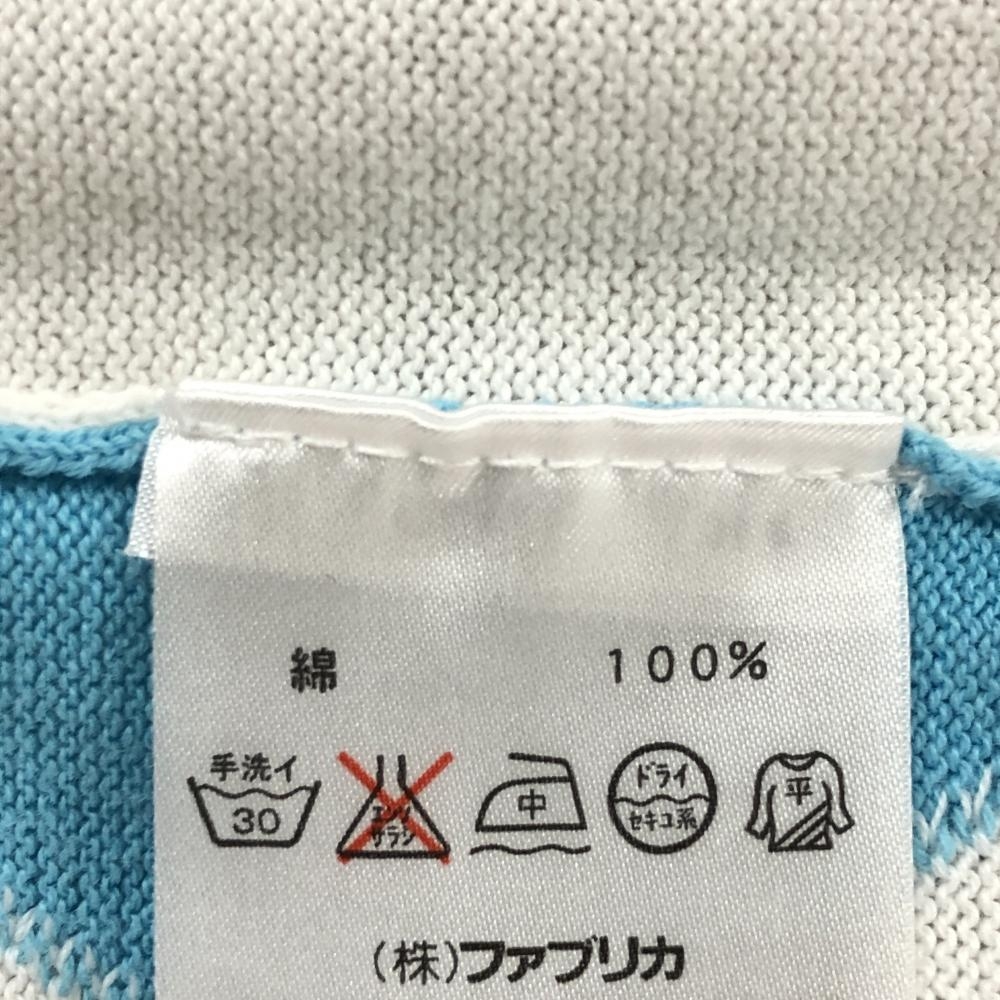 綿 100%
手洗イ 30 エンソサラシ 中 ドライ セキユ系 平
(株)ファブリカ